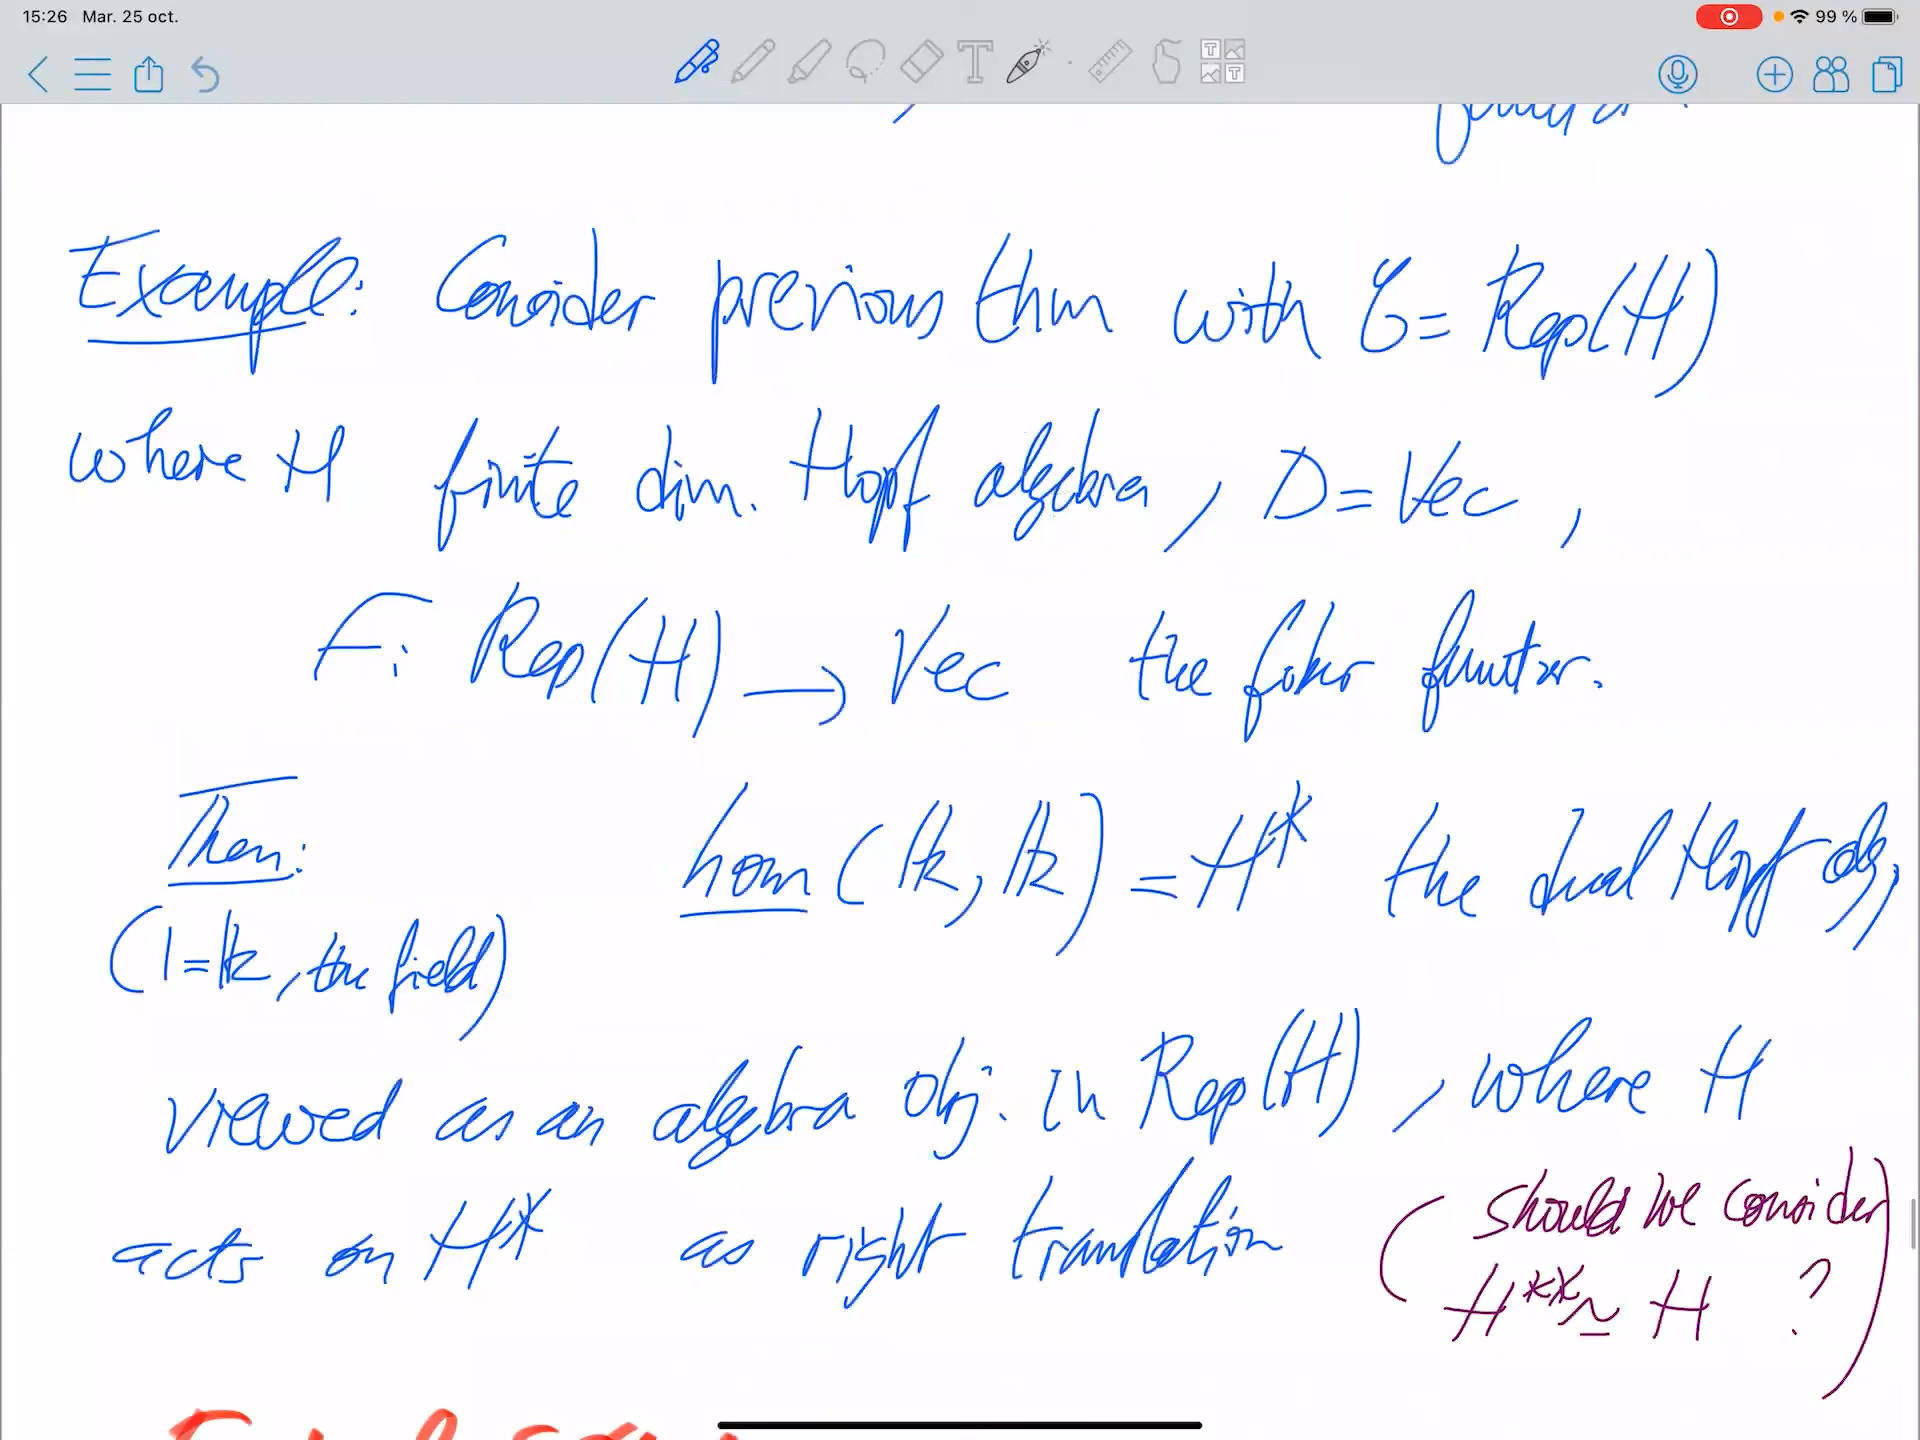 15:26 Mar. 25 oct.
99 %
Example: Consider previous thm with C = Rep(H)
where H finite dim. Hopf algebra, D = Vec,
F: Rep(H) → Vec the fiber functor.
Then: hom(k, k) = H* the dual Hopf alg,
(1=k, the field)
viewed as an algebra obj. in Rep(H), where H
acts on H* as right translation
(should we consider
H** ≃ H ?)